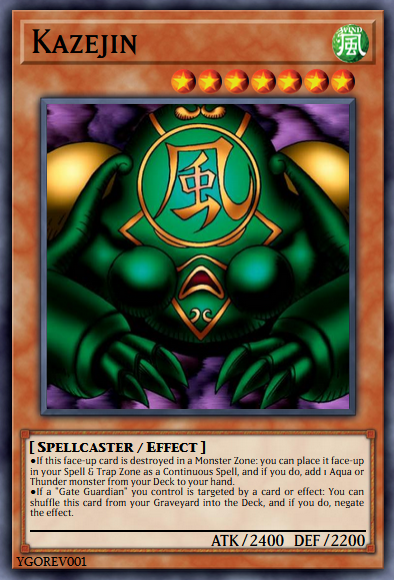 Kazejin
WIND
風
風
[ Spellcaster / Effect ]
●If this face-up card is destroyed in a Monster Zone: you can place it face-up
in your Spell & Trap Zone as a Continuous Spell, and if you do, add 1 Aqua or
Thunder monster from your Deck to your hand.
●If a "Gate Guardian" you control is targeted by a card or effect: You can
shuffle this card from your Graveyard into the Deck, and if you do, negate
the effect.
ATK/2400 DEF/2200
YGOREV001